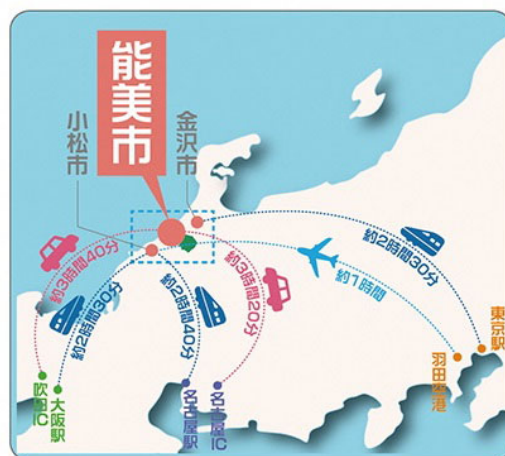 能美市
小松市
金沢市
約3時間40分
約2時間30分
約2時間40分
約3時間20分
約1時間
約2時間30分
吹田IC
大阪駅
名古屋駅
名古屋IC
羽田空港
東京駅